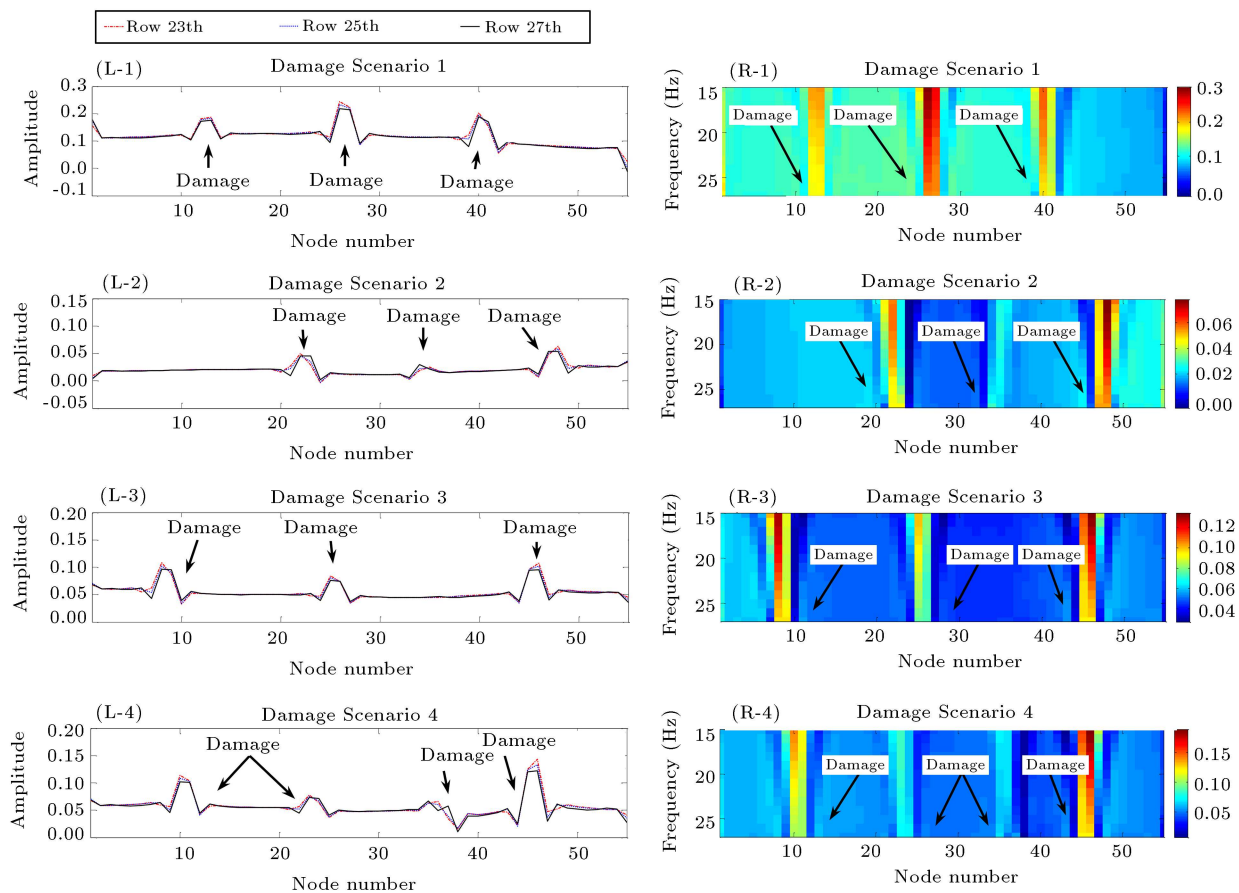 Row 23th Row 25th Row 27th
(L-1) Damage Scenario 1
Amplitude
0.3
0.2
0.1
0.0
-0.1
Damage Damage Damage
10 20 30 40 50
Node number
(R-1) Damage Scenario 1
Frequency (Hz)
15
20
25
Damage Damage Damage
10 20 30 40 50
Node number
0.3
0.2
0.1
0.0
(L-2) Damage Scenario 2
Amplitude
0.15
0.10
0.05
0.00
-0.05
Damage Damage Damage
10 20 30 40 50
Node number
(R-2) Damage Scenario 2
Frequency (Hz)
15
20
25
Damage Damage Damage
10 20 30 40 50
Node number
0.06
0.04
0.02
0.00
(L-3) Damage Scenario 3
Amplitude
0.20
0.15
0.10
0.05
0.00
Damage Damage Damage
10 20 30 40 50
Node number
(R-3) Damage Scenario 3
Frequency (Hz)
15
20
25
Damage Damage Damage
10 20 30 40 50
Node number
0.12
0.10
0.08
0.06
0.04
(L-4) Damage Scenario 4
Amplitude
0.20
0.15
0.10
0.05
0.00
Damage Damage Damage
10 20 30 40 50
Node number
(R-4) Damage Scenario 4
Frequency (Hz)
15
20
25
Damage Damage Damage
10 20 30 40 50
Node number
0.15
0.10
0.05